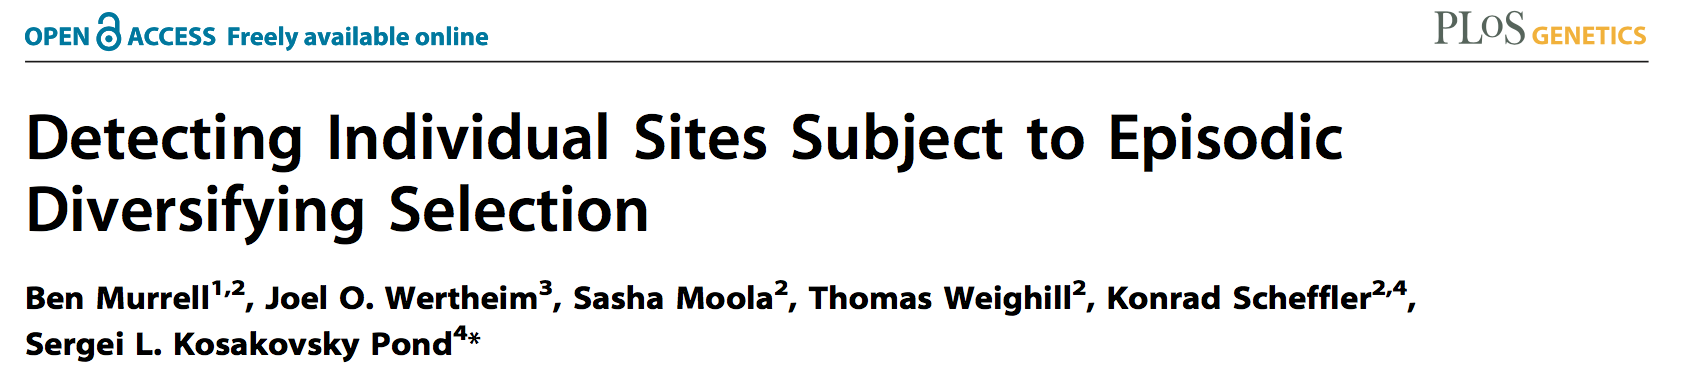 OPEN ACCESS Freely available online
PLoS GENETICS
Detecting Individual Sites Subject to Episodic
Diversifying Selection
Ben Murrell1,2, Joel O. Wertheim3, Sasha Moola2, Thomas Weighill2, Konrad Scheffler2,4,
Sergei L. Kosakovsky Pond4*